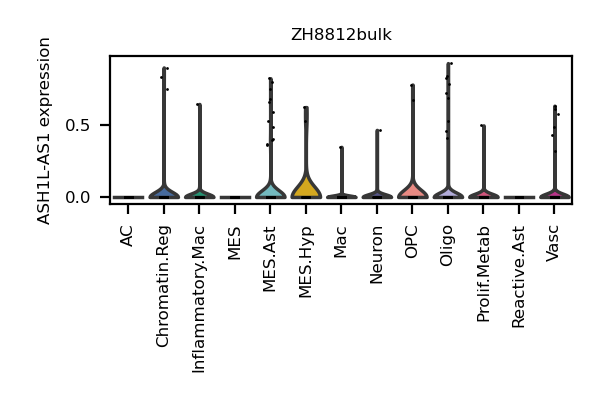 ZH8812bulk
ASH1L-AS1 expression
0.5
0.0
AC
Chromatin.Reg
Inflammatory.Mac
MES
MES.Ast
MES.Hyp
Mac
Neuron
OPC
Oligo
Prolif.Metab
Reactive.Ast
Vasc